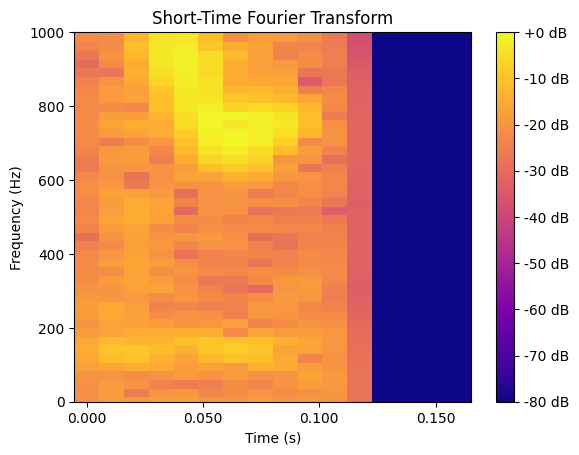 Short-Time Fourier Transform
Frequency (Hz)
1000
800
600
400
200
0
0.000
0.050
0.100
0.150
Time (s)
+0 dB
-10 dB
-20 dB
-30 dB
-40 dB
-50 dB
-60 dB
-70 dB
-80 dB